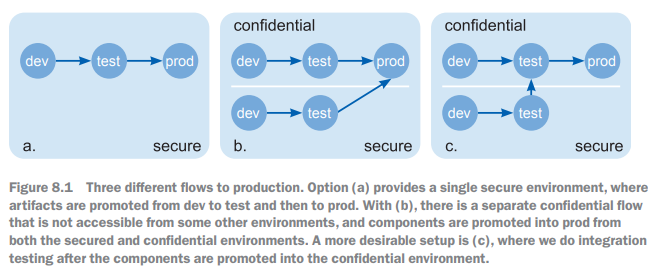 confidential
confidential
dev test prod
dev test prod
dev test prod
dev test
dev test
a. secure
b. secure
c. secure
Figure 8.1 Three different flows to production. Option (a) provides a single secure environment, where
artifacts are promoted from dev to test and then to prod. With (b), there is a separate confidential flow
that is not accessible from some other environments, and components are promoted into prod from
both the secured and confidential environments. A more desirable setup is (c), where we do integration
testing after the components are promoted into the confidential environment.